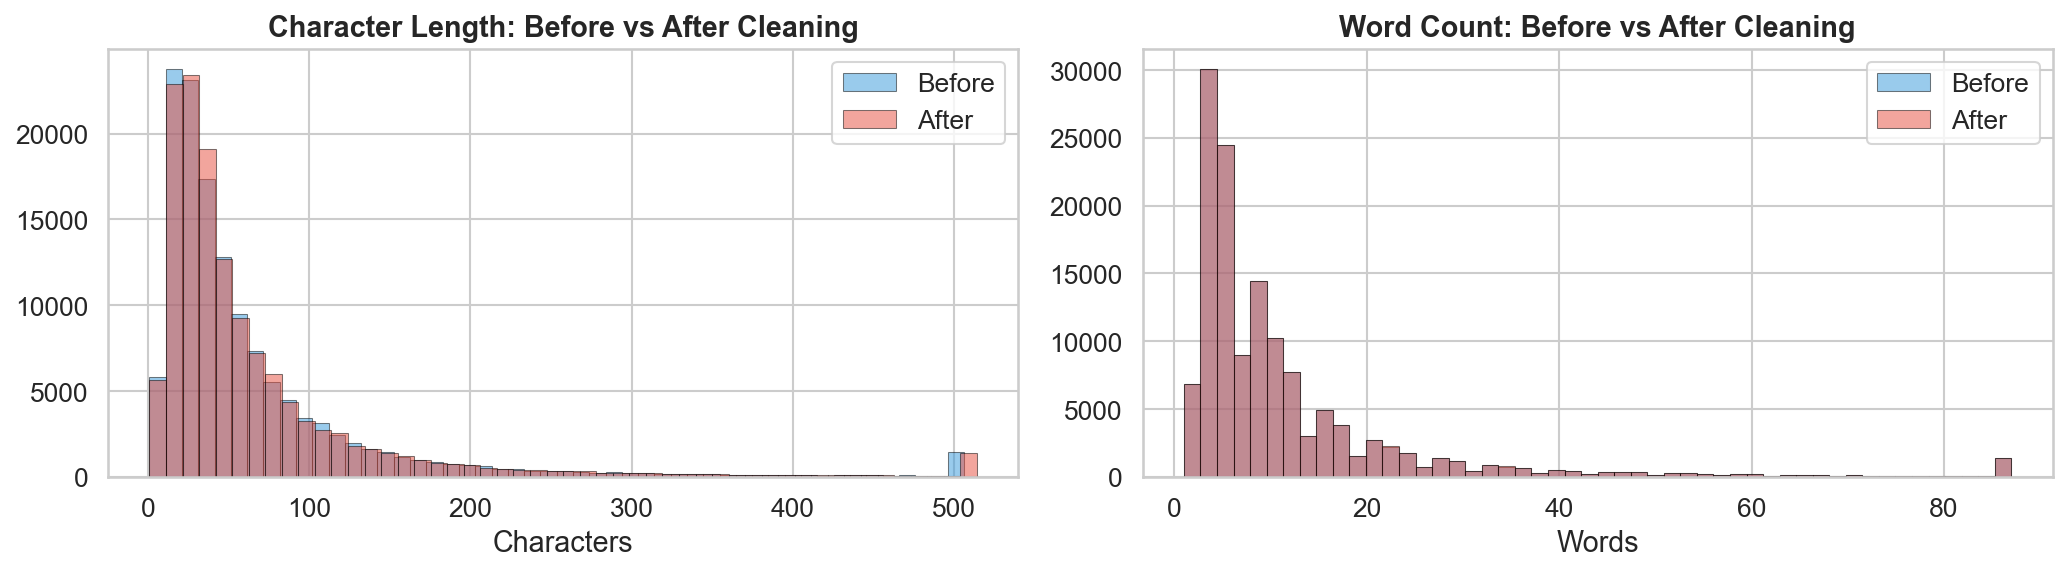 Character Length: Before vs After Cleaning
Before
After
20000
15000
10000
5000
0
0 100 200 300 400 500
Characters
Word Count: Before vs After Cleaning
Before
After
30000
25000
20000
15000
10000
5000
0
0 20 40 60 80
Words